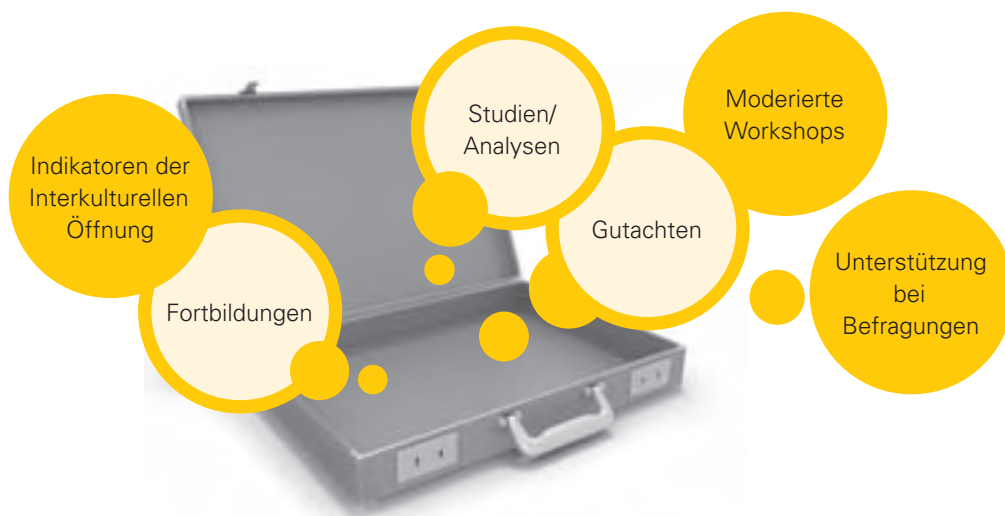 Indikatoren der
Interkulturellen
Öffnung
Fortbildungen
Studien/
Analysen
Gutachten
Moderierte
Workshops
Unterstützung
bei
Befragungen